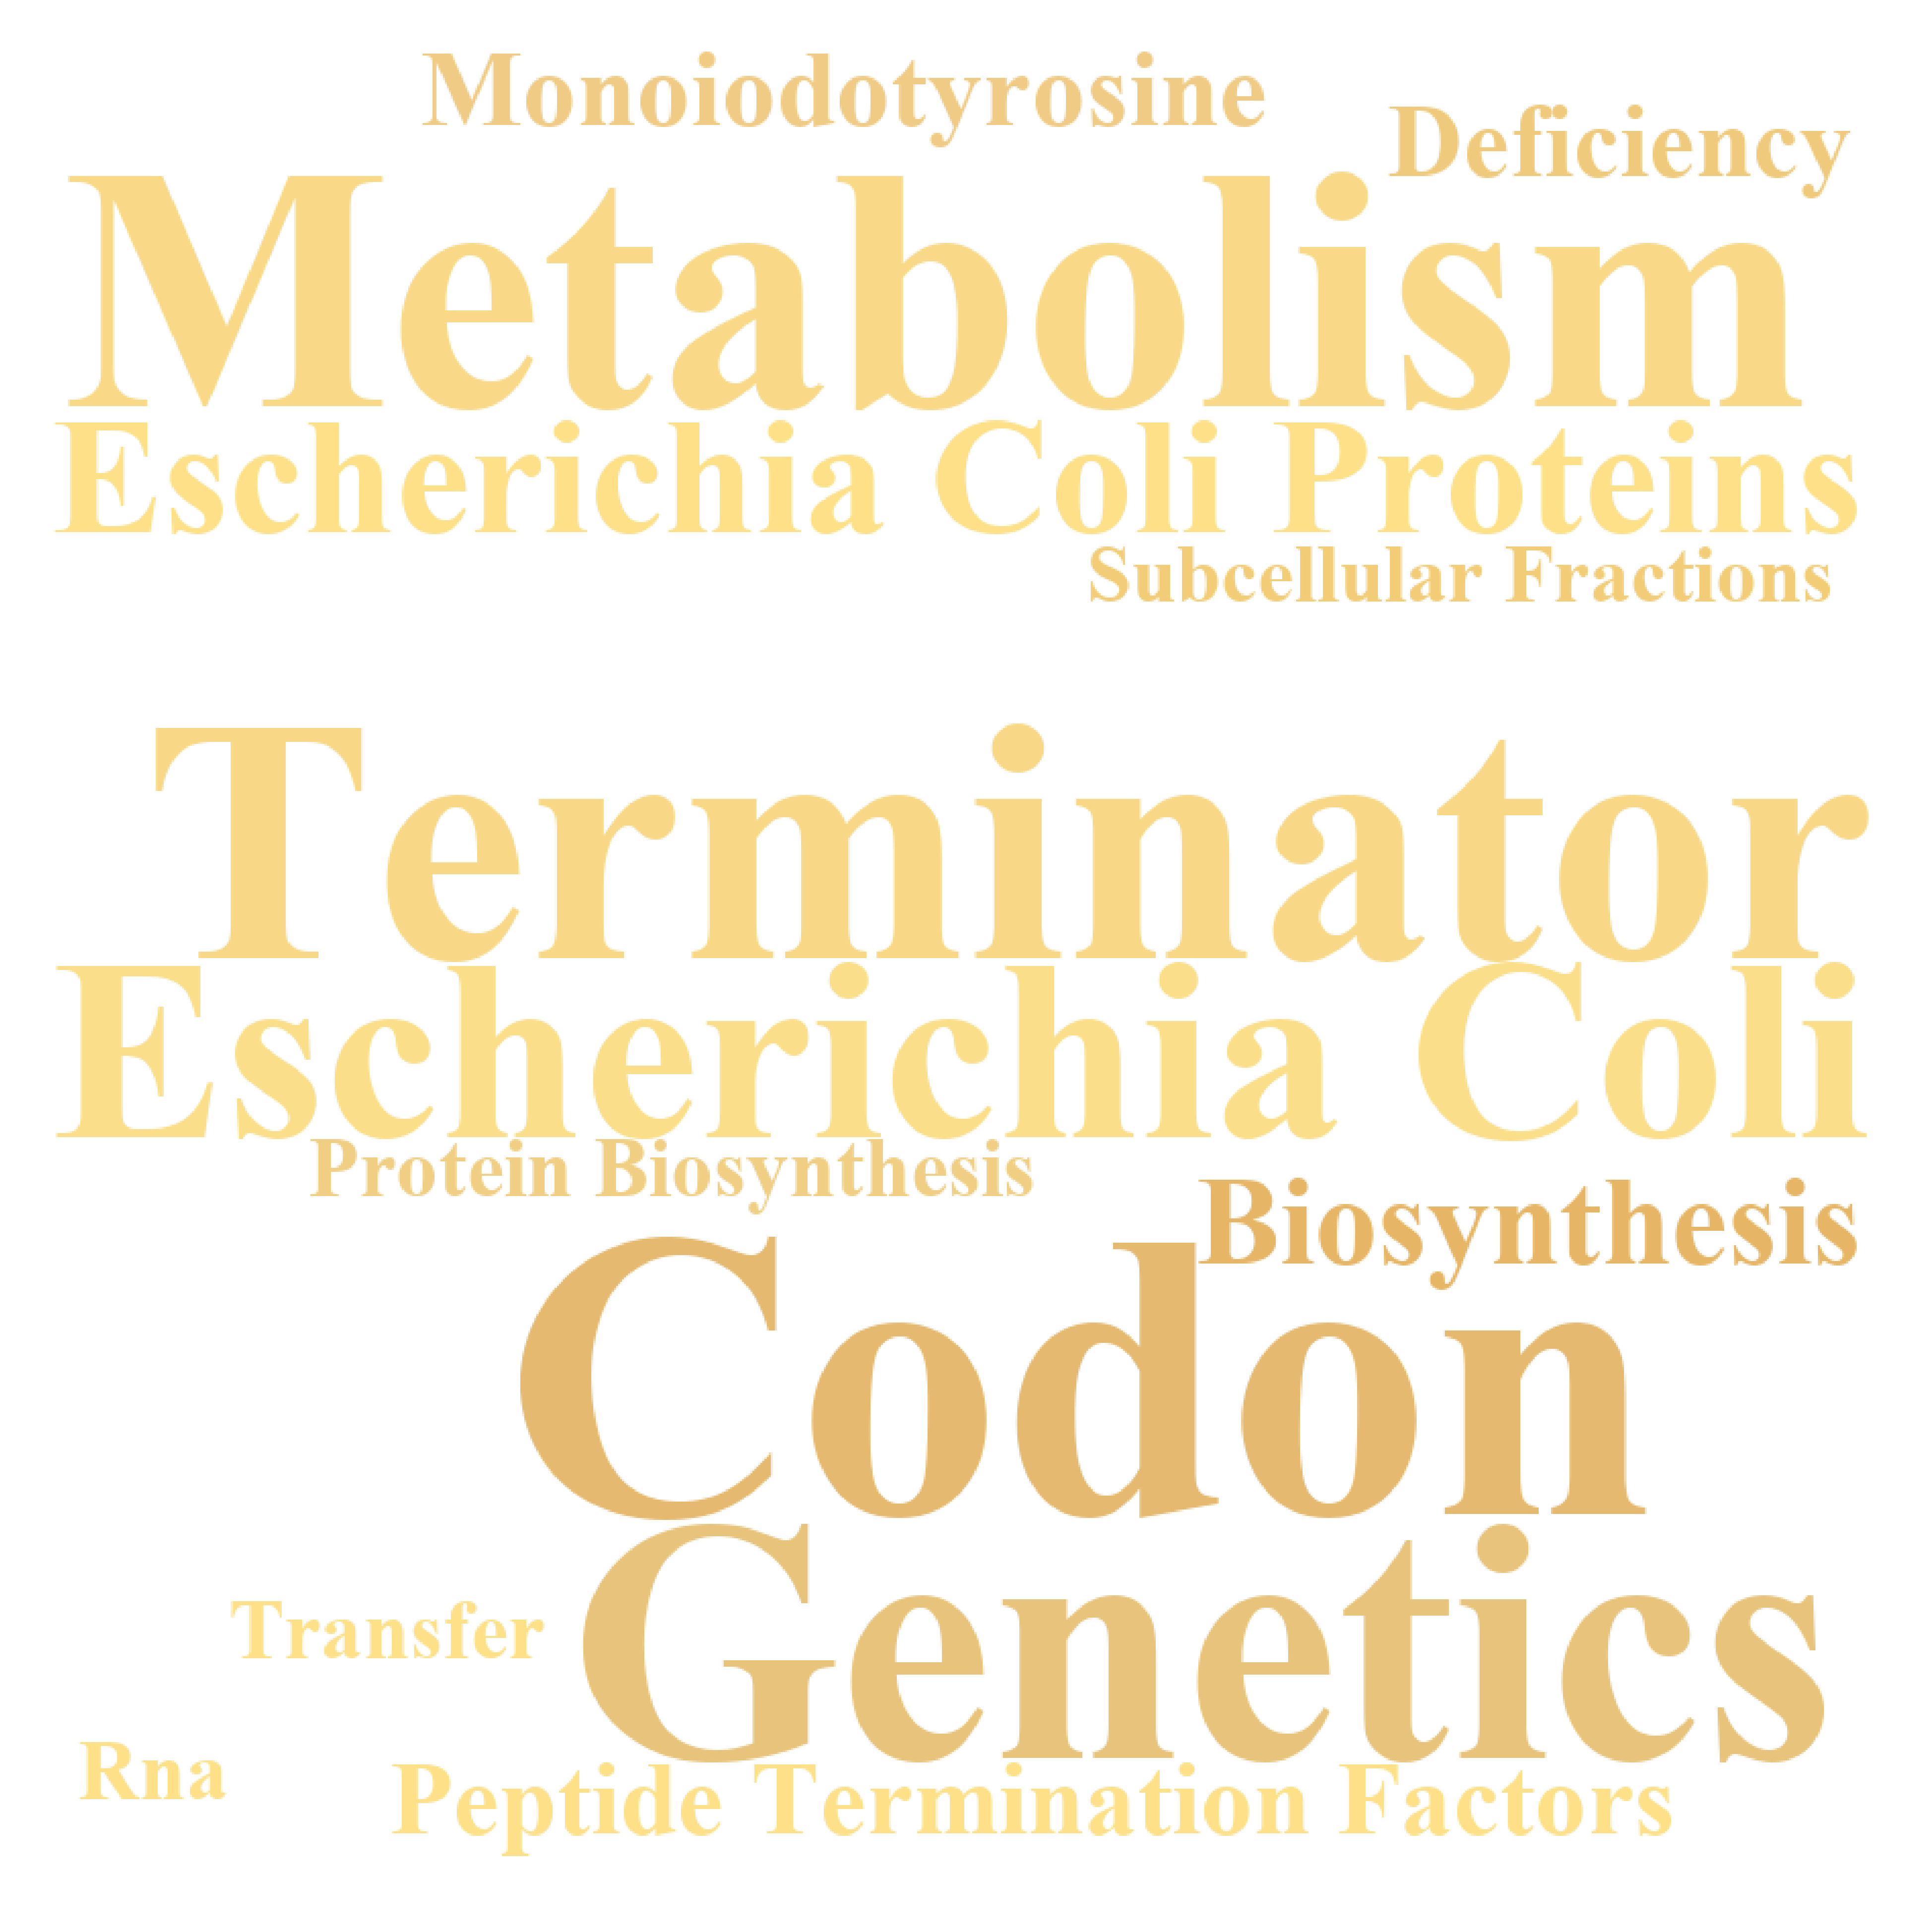 Monoiodotyrosine
Deficiency
Metabolism
Escherichia Coli Proteins
Subcellular Fractions
Terminator
Escherichia Coli
Protein Biosynthesis
Biosynthesis
Codon
Genetics
Transfer
Rna
Peptide Termination Factors